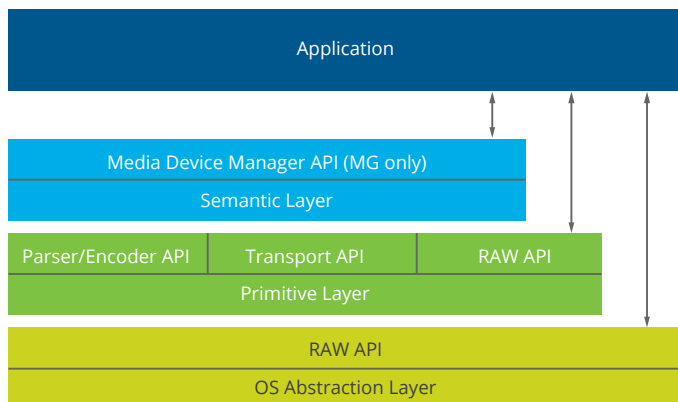 Application
Media Device Manager API (MG only)
Semantic Layer
Parser/Encoder API
Transport API
RAW API
Primitive Layer
RAW API
OS Abstraction Layer